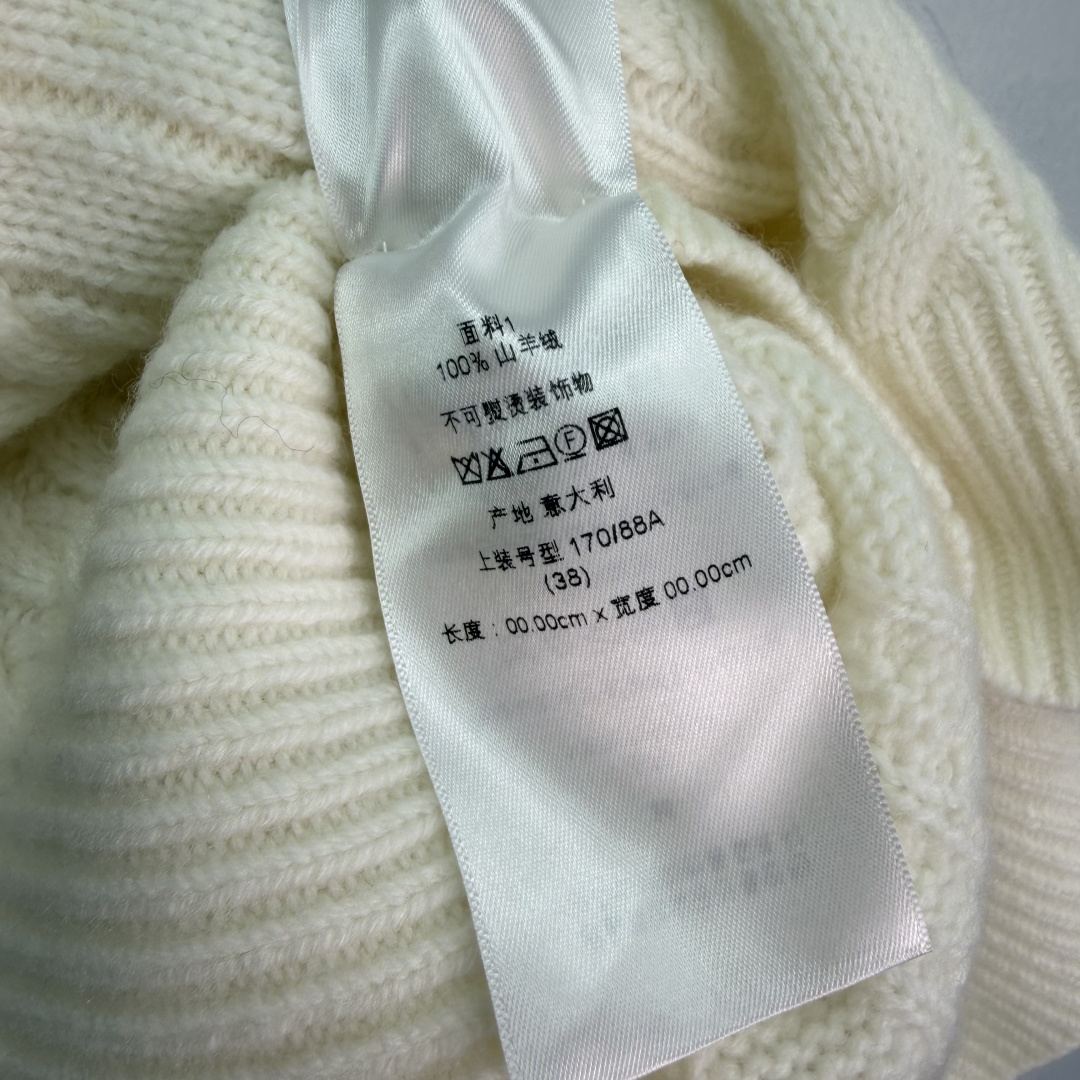 面料1
100% 山羊绒
不可熨烫装饰物
F
产地 意大利
上装号型 170/88A
(38)
长度：00.00cm x 宽度 00.00cm